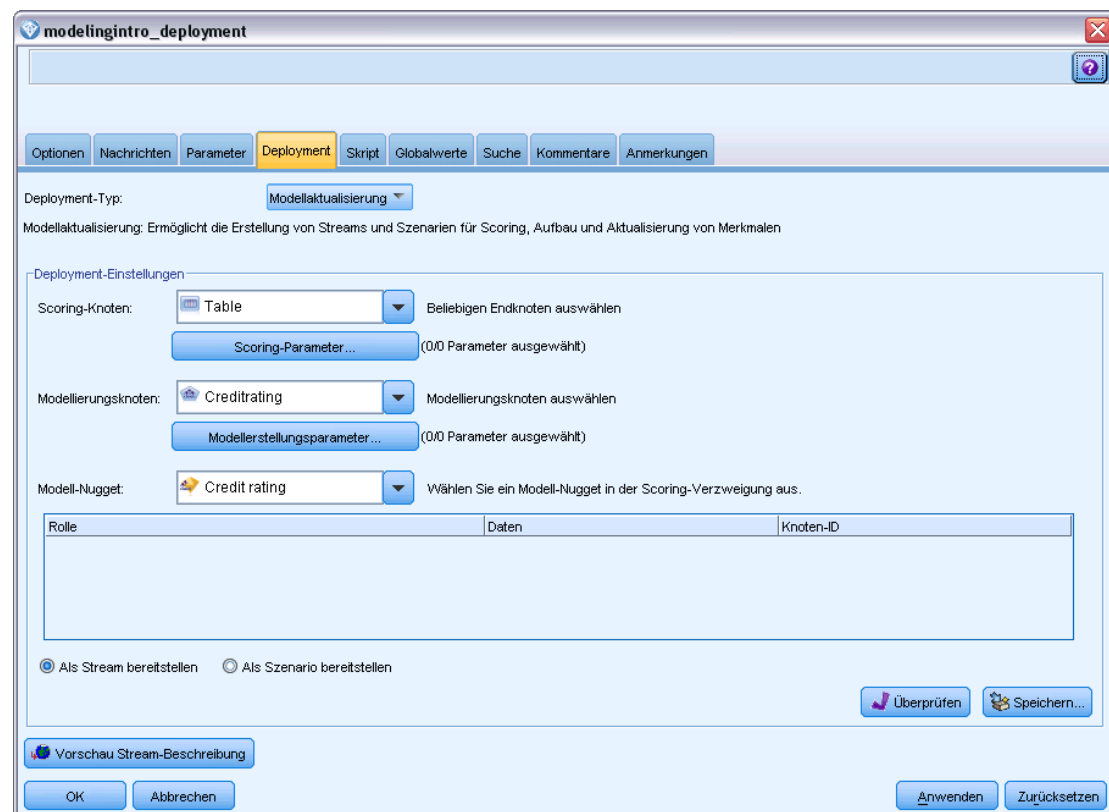 modelingintro_deployment
Optionen Nachrichten Parameter Deployment Skript Globalwerte Suche Kommentare Anmerkungen
Deployment-Typ: Modellaktualisierung
Modellaktualisierung: Ermöglicht die Erstellung von Streams und Szenarien für Scoring, Aufbau und Aktualisierung von Merkmalen
Deployment-Einstellungen
Scoring-Knoten: Table Beliebigen Endknoten auswählen
Scoring-Parameter... (0/0 Parameter ausgewählt)
Modellierungsknoten: Creditrating Modellierungsknoten auswählen
Modellerstellungsparameter... (0/0 Parameter ausgewählt)
Modell-Nugget: Credit rating Wählen Sie ein Modell-Nugget in der Scoring-Verzweigung aus.
Rolle Daten Knoten-ID
Als Stream bereitstellen Als Szenario bereitstellen
Überprüfen Speichern...
Vorschau Stream-Beschreibung
OK Abbrechen Anwenden Zurücksetzen